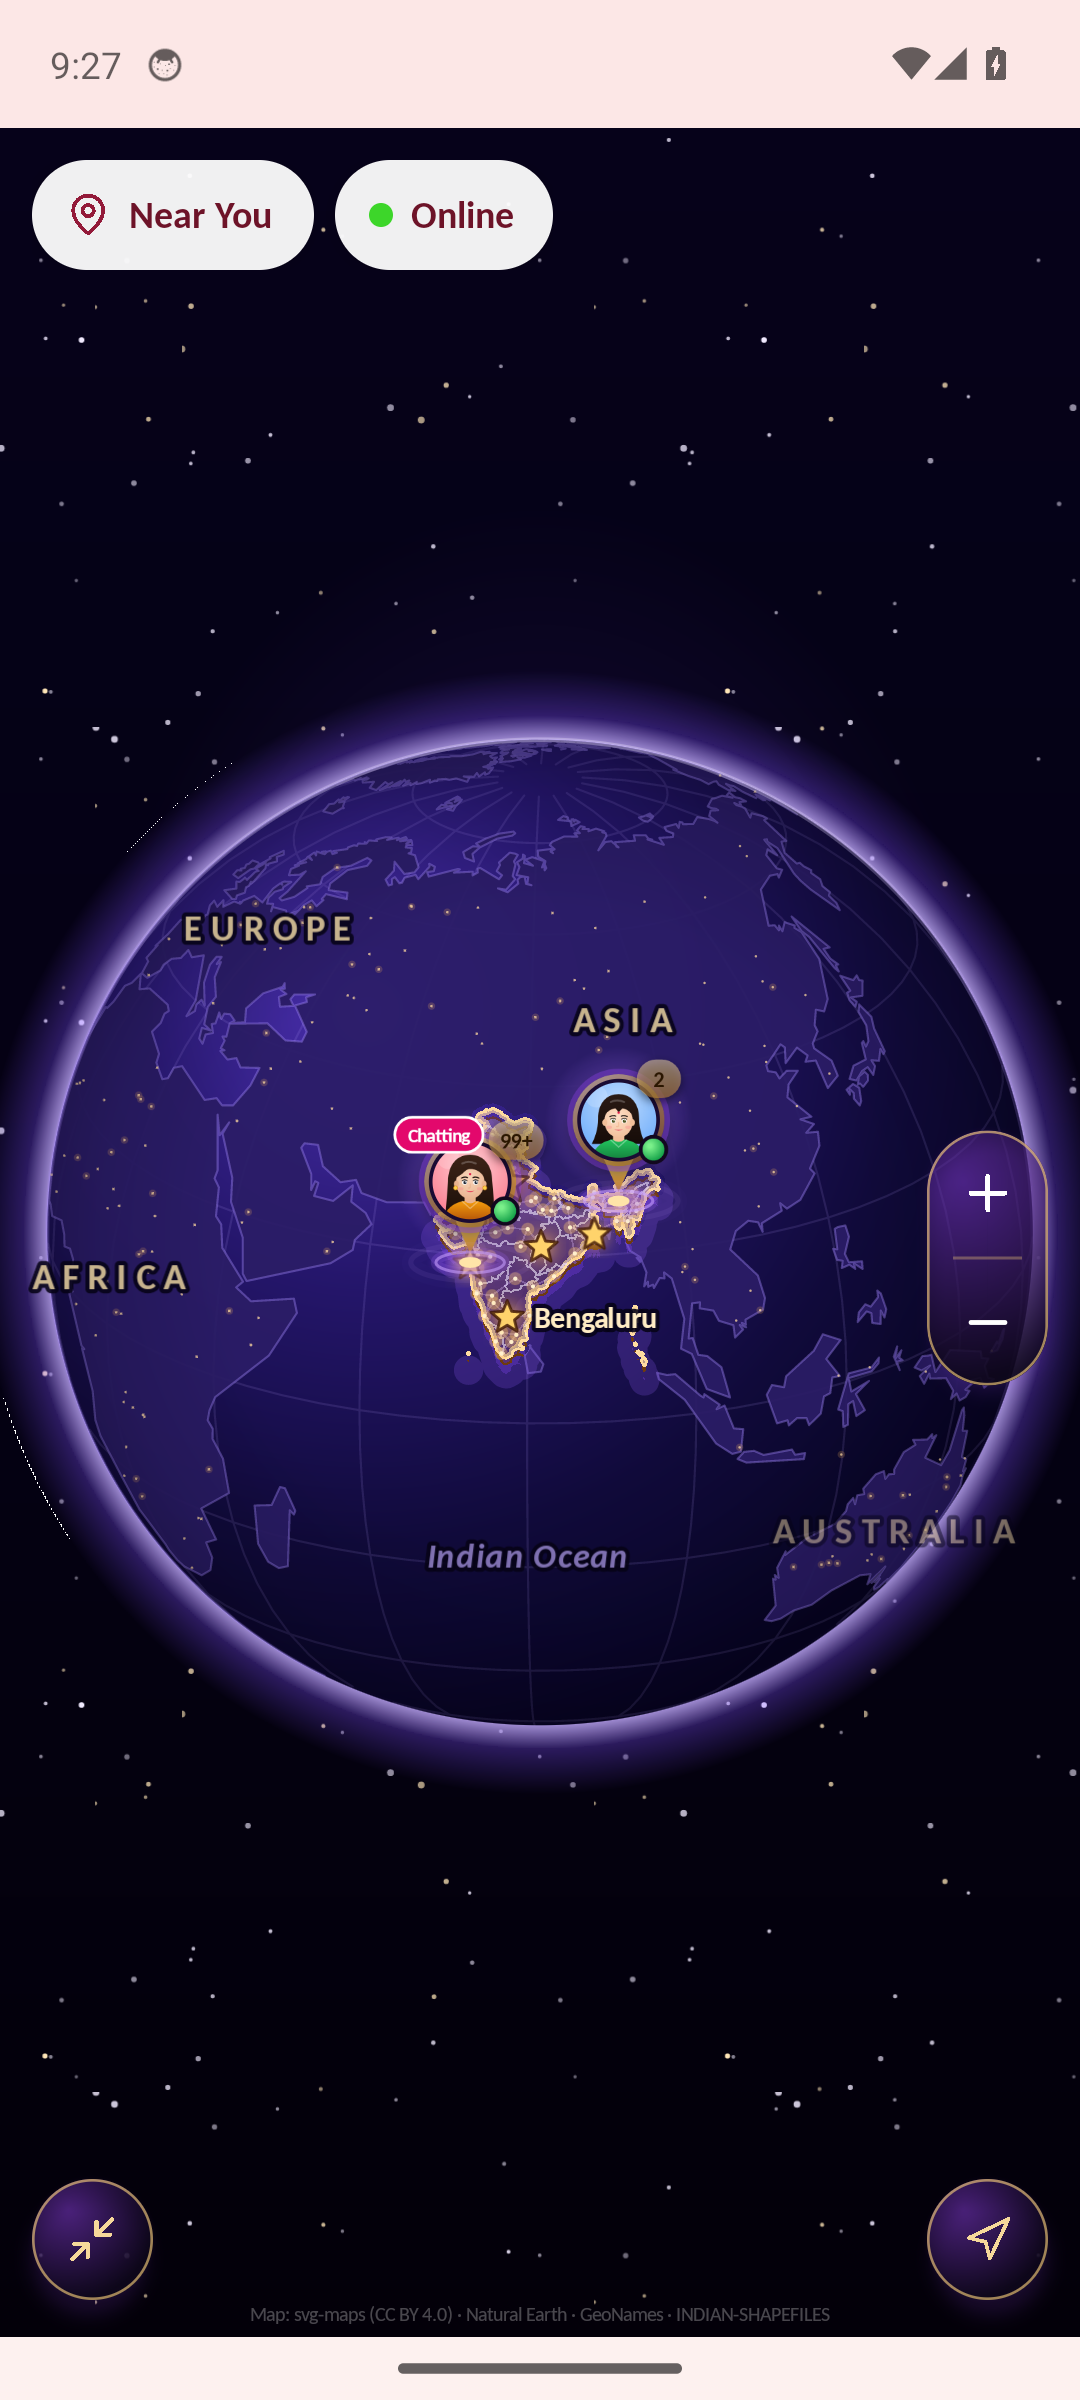 9:27
Near You
Online
EUROPE
ASIA
2
Chatting
99+
AFRICA
Bengaluru
AUSTRALIA
Indian Ocean
Map: svg-maps (CC BY 4.0) · Natural Earth · GeoNames · INDIAN-SHAPEFILES